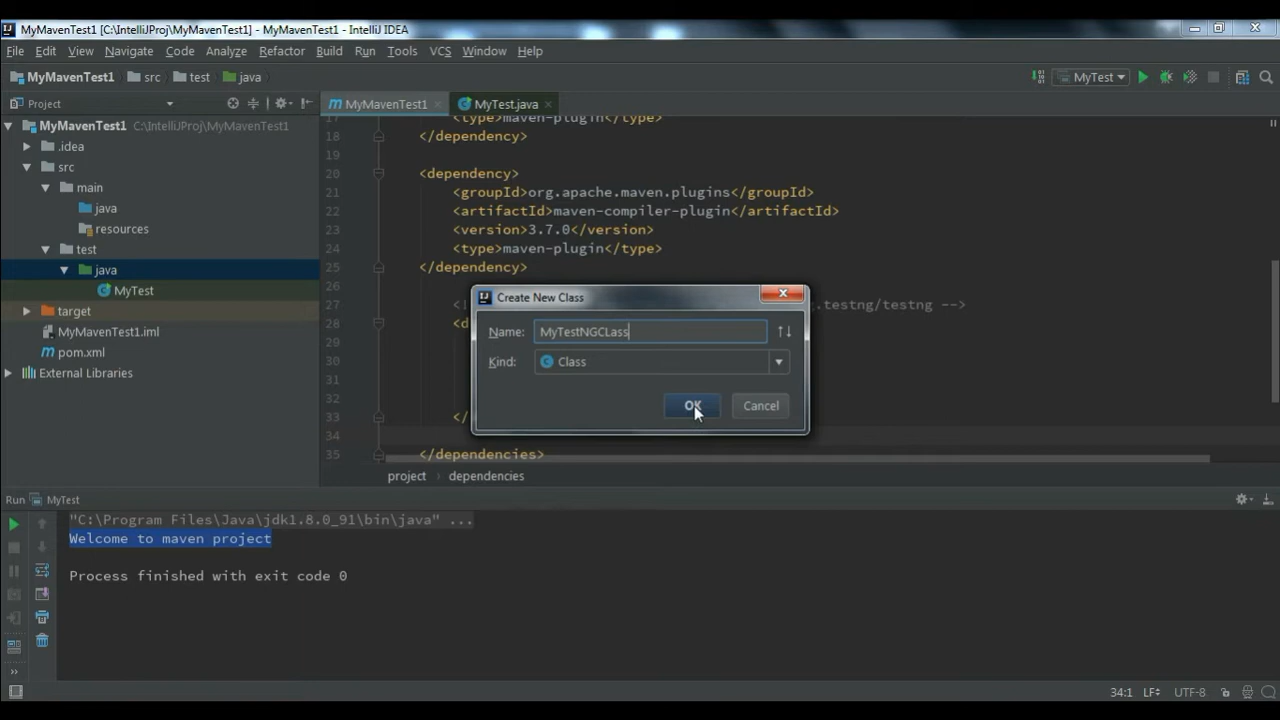 MyMavenTest1 [C:\IntelliJProj\MyMavenTest1] - MyMavenTest1 - IntelliJ IDEA
File Edit View Navigate Code Analyze Refactor Build Run Tools VCS Window Help
MyMavenTest1 src test java MyTest
Project MyMavenTest1 MyTest.java
MyMavenTest1 C:\IntelliJProj\MyMavenTest1
.idea
src
main
java
resources
test
java
MyTest
target
MyMavenTest1.iml
pom.xml
External Libraries
17 <type>maven-plugin</type>
18 </dependency>
19
20 <dependency>
21 <groupId>org.apache.maven.plugins</groupId>
22 <artifactId>maven-compiler-plugin</artifactId>
23 <version>3.7.0</version>
24 <type>maven-plugin</type>
25 </dependency>
26
27 <! g.testng/testng -->
28 <d
30
31
33 </
34
35 </dependencies>
project dependencies
Create New Class
Name: MyTestNGCLass
Kind: Class
OK Cancel
Run MyTest
"C:\Program Files\Java\jdk1.8.0_91\bin\java" ...
Welcome to maven project
Process finished with exit code 0
34:1 LF UTF-8